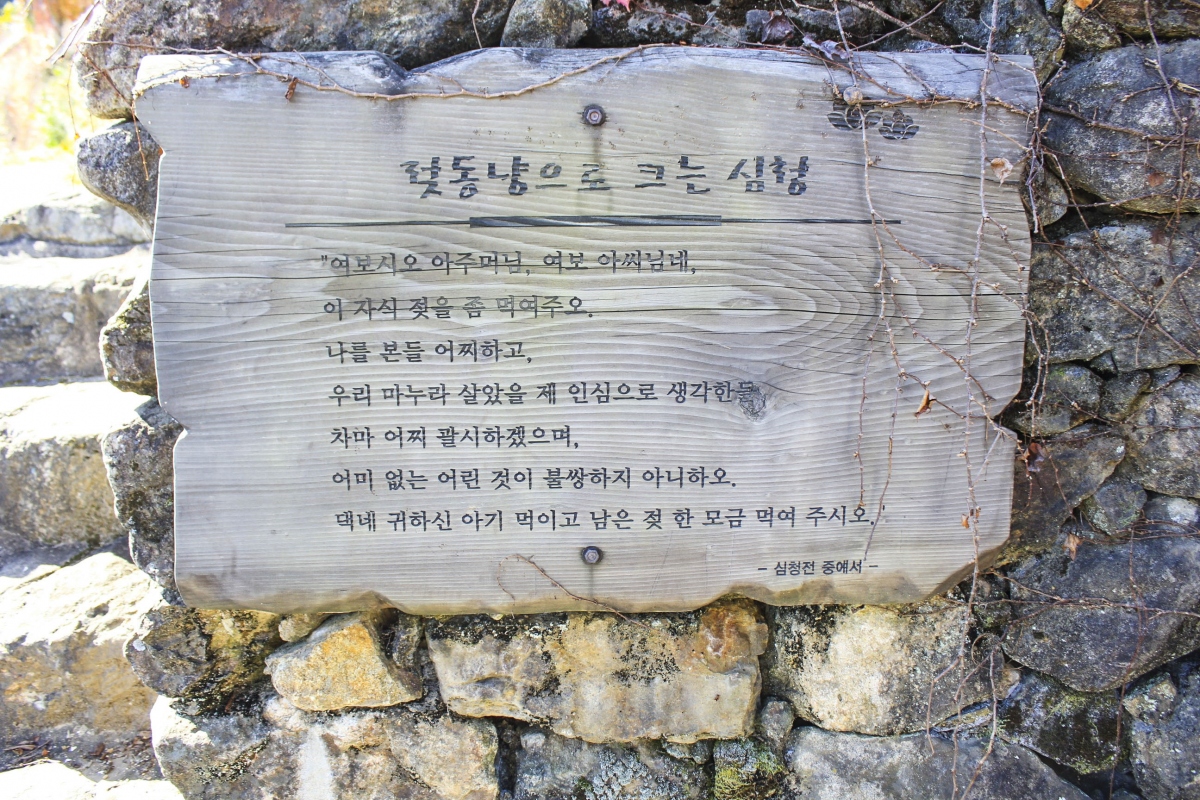 젖동냥으로 크는 심청
"여보시오 아주머님, 여보 아씨님네,
이 자식 젖을 좀 먹여주오.
나를 본들 어찌하고,
우리 마누라 살았을 제 인심으로 생각한들
차마 어찌 괄시하겠으며,
어미 없는 어린 것이 불쌍하지 아니하오.
댁네 귀하신 아기 먹이고 남은 젖 한 모금 먹여 주시오."
- 심청전 중에서 -